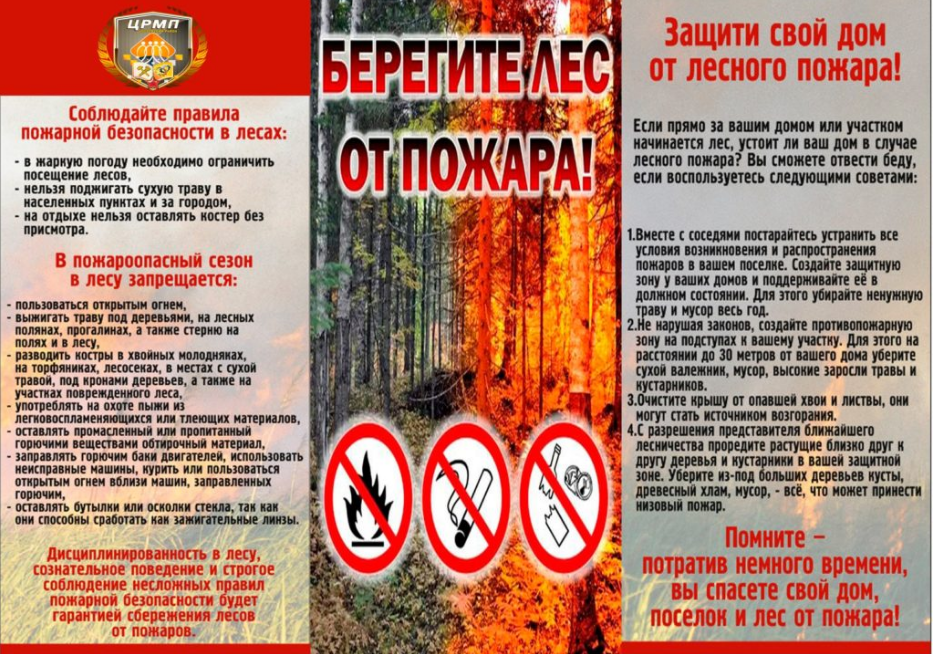 ЦРМП
Соблюдайте правила
пожарной безопасности в лесах:
- в жаркую погоду необходимо ограничить
посещение лесов,
- нельзя поджигать сухую траву в
населенных пунктах и за городом,
- на отдыхе нельзя оставлять костер без
присмотра.
В пожароопасный сезон
в лесу запрещается:
- пользоваться открытым огнем,
- выжигать траву под деревьями, на лесных
полянах, прогалинах, а также стерню на
полях и в лесу,
- разводить костры в хвойных молодняках,
на торфяниках, лесосеках, в местах с сухой
травой, под кронами деревьев, а также на
участках поврежденного леса,
- употреблять на охоте пыжи из
легковоспламеняющихся или тлеющих материалов,
- оставлять промасленный или пропитанный
горючими веществами обтирочный материал,
- заправлять горючим баки двигателей, использовать
неисправные машины, курить или пользоваться
открытым огнем вблизи машин, заправленных
горючим,
- оставлять бутылки или осколки стекла, так как
они способны сработать как зажигательные линзы.
Дисциплинированность в лесу,
сознательное поведение и строгое
соблюдение несложных правил
пожарной безопасности будет
гарантией сбережения лесов
от пожаров.
БЕРЕГИТЕ ЛЕС
ОТ ПОЖАРА!
Защити свой дом
от лесного пожара!
Если прямо за вашим домом или участком
начинается лес, устоит ли ваш дом в случае
лесного пожара? Вы сможете отвести беду,
если воспользуетесь следующими советами:
1.Вместе с соседями постарайтесь устранить все
условия возникновения и распространения
пожаров в вашем поселке. Создайте защитную
зону у ваших домов и поддерживайте её в
должном состоянии. Для этого убирайте ненужную
траву и мусор весь год.
2.Не нарушая законов, создайте противопожарную
зону на подступах к вашему участку. Для этого на
расстоянии до 30 метров от вашего дома уберите
сухой валежник, мусор, высокие заросли травы и
кустарников.
3.Очистите крышу от опавшей хвои и листвы, они
могут стать источником возгорания.
4.С разрешения представителя ближайшего
лесничества проредите растущие близко друг к
другу деревья и кустарники в вашей защитной
зоне. Уберите из-под больших деревьев кусты,
древесный хлам, мусор, - всё, что может принести
низовый пожар.
Помните –
потратив немного времени,
вы спасете свой дом,
поселок и лес от пожара!